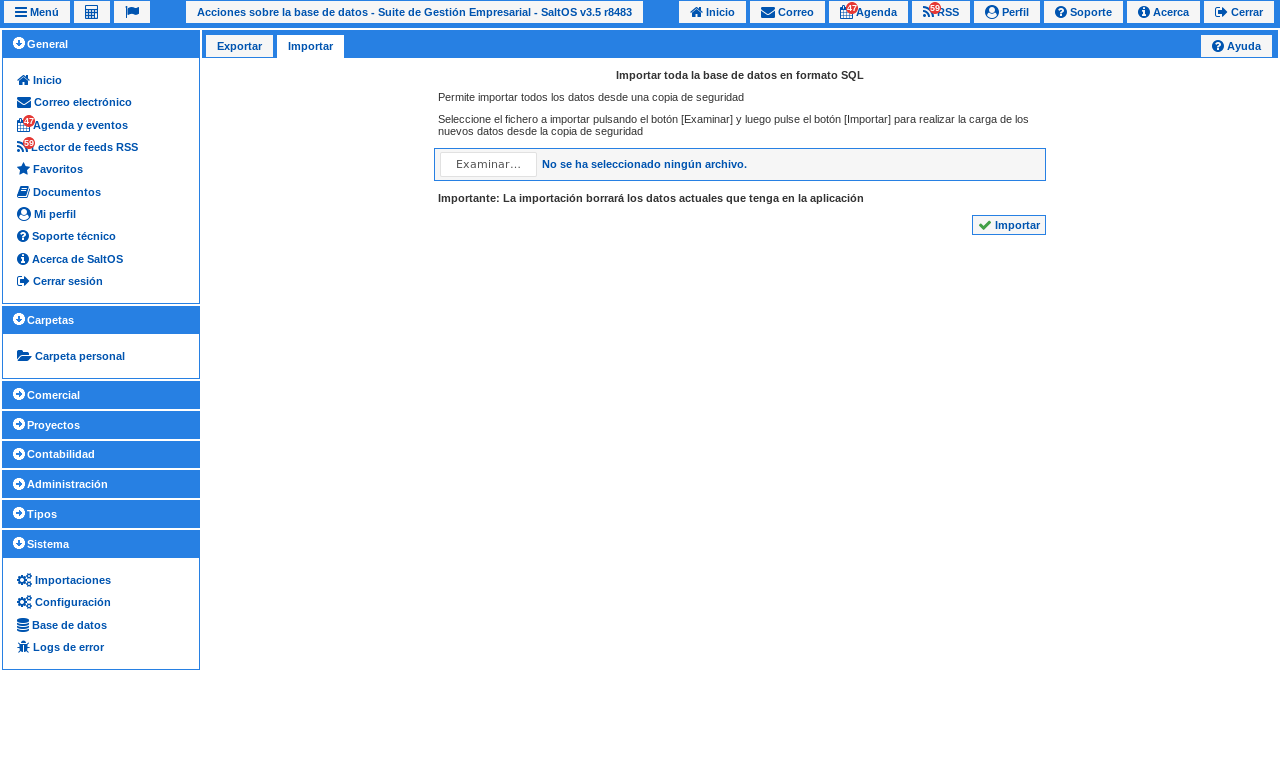 Menú
Acciones sobre la base de datos - Suite de Gestión Empresarial - SaltOS v3.5 r8483
Inicio
Correo
47 Agenda
59 RSS
Perfil
Soporte
Acerca
Cerrar
General
Inicio
Correo electrónico
47 Agenda y eventos
59 Lector de feeds RSS
Favoritos
Documentos
Mi perfil
Soporte técnico
Acerca de SaltOS
Cerrar sesión
Carpetas
Carpeta personal
Comercial
Proyectos
Contabilidad
Administración
Tipos
Sistema
Importaciones
Configuración
Base de datos
Logs de error
Exportar
Importar
Ayuda
Importar toda la base de datos en formato SQL
Permite importar todos los datos desde una copia de seguridad
Seleccione el fichero a importar pulsando el botón [Examinar] y luego pulse el botón [Importar] para realizar la carga de los
nuevos datos desde la copia de seguridad
Examinar... No se ha seleccionado ningún archivo.
Importante: La importación borrará los datos actuales que tenga en la aplicación
Importar